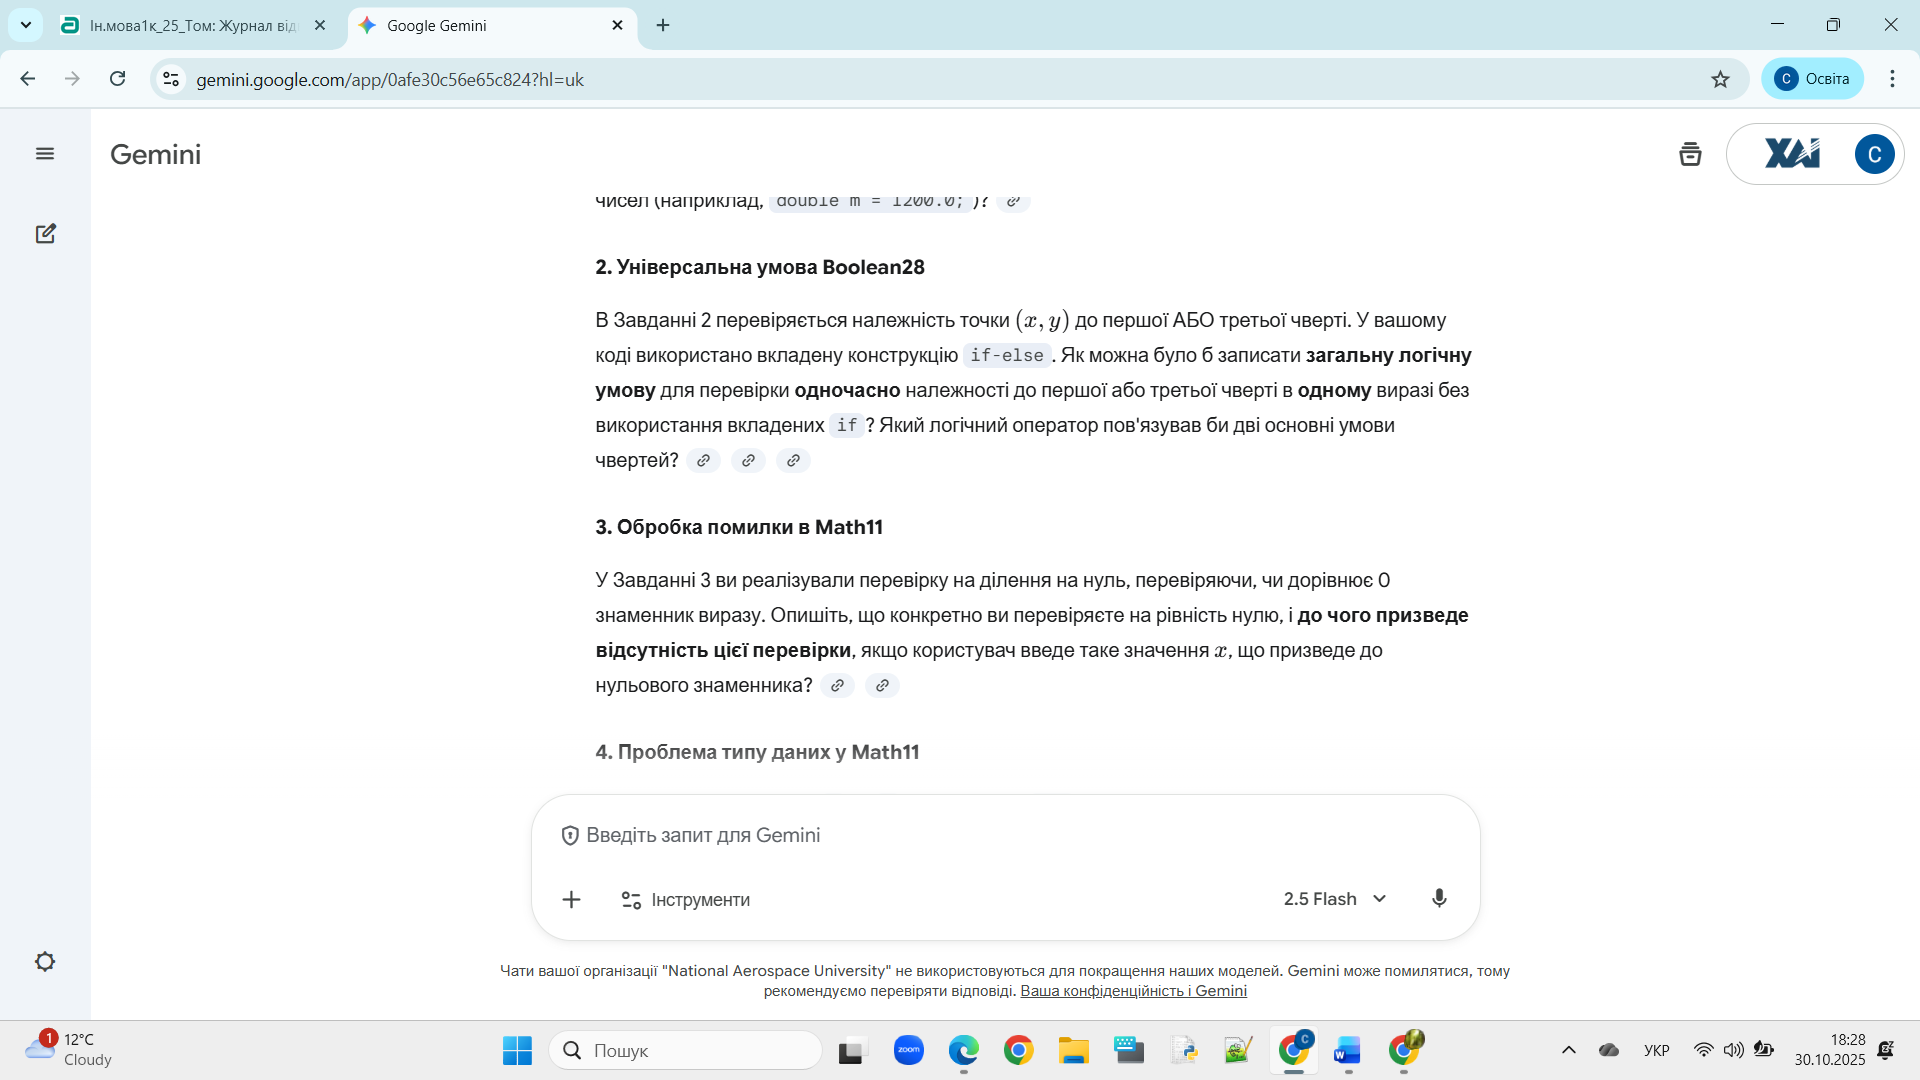 Ін.мова1к_25_Том: Журнал від
Google Gemini
gemini.google.com/app/0afe30c56e65c824?hl=uk
С Освіта
Gemini
XAI
C
чисел (наприклад, double m = 1200.0; )?
2. Універсальна умова Boolean28
В Завданні 2 перевіряється належність точки (x, y) до першої АБО третьої чверті. У вашому
коді використано вкладену конструкцію if-else . Як можна було б записати загальну логічну
умову для перевірки одночасно належності до першої або третьої чверті в одному виразі без
використання вкладених if ? Який логічний оператор пов'язував би дві основні умови
чвертей?
3. Обробка помилки в Math11
У Завданні 3 ви реалізували перевірку на ділення на нуль, перевіряючи, чи дорівнює 0
знаменник виразу. Опишіть, що конкретно ви перевіряєте на рівність нулю, і до чого призведе
відсутність цієї перевірки, якщо користувач введе таке значення x, що призведе до
нульового знаменника?
4. Проблема типу даних у Math11
Введіть запит для Gemini
Інструменти
2.5 Flash
Чати вашої організації "National Aerospace University" не використовуються для покращення наших моделей. Gemini може помилятися, тому
рекомендуємо перевіряти відповіді. Ваша конфіденційність і Gemini
1
12°C
Cloudy
Пошук
zoom
C
W
УКР
18:28
30.10.2025